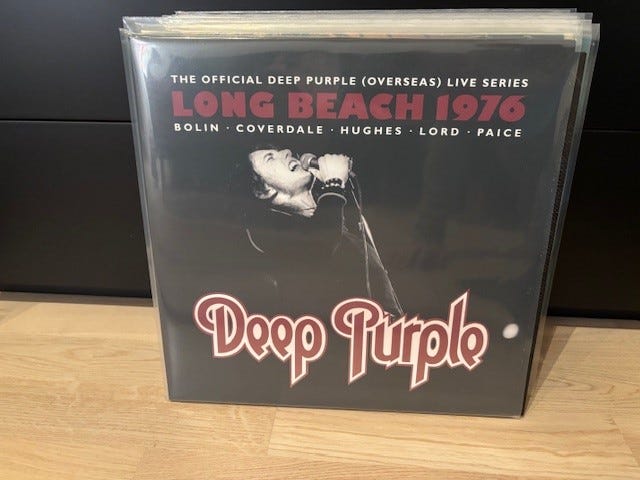 THE OFFICIAL DEEP PURPLE (OVERSEAS) LIVE SERIES
LONG BEACH 1976
BOLIN · COVERDALE · HUGHES · LORD · PAICE
Deep Purple